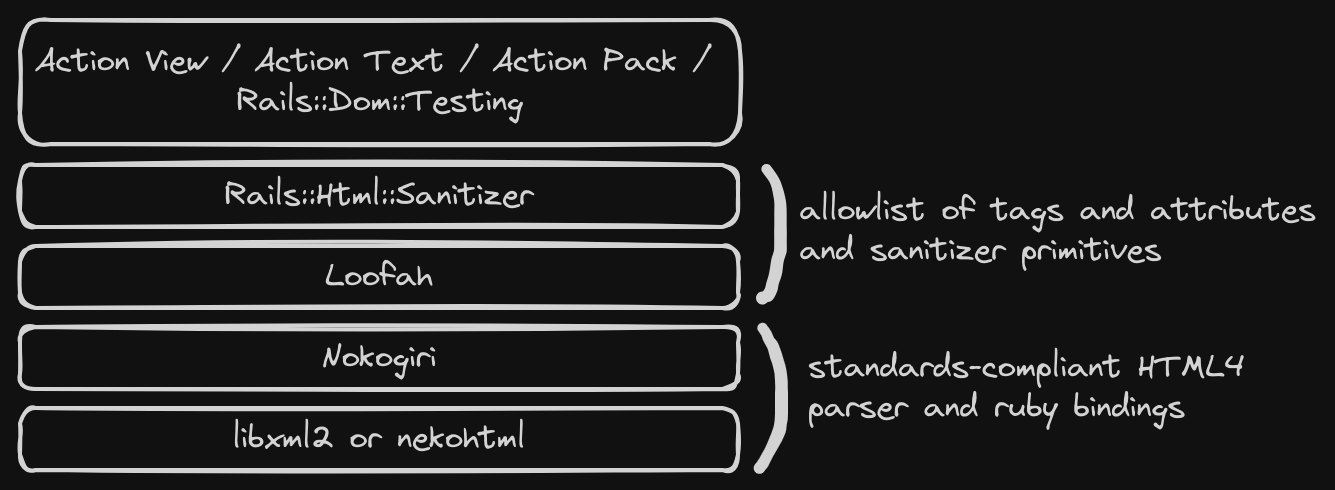 Action View / Action Text / Action Pack /
Rails::Dom::Testing
Rails::Html::Sanitizer
Loofah
allowlist of tags and attributes
and sanitizer primitives
Nokogiri
libxml2 or nekohtml
standards-compliant HTML4
parser and ruby bindings